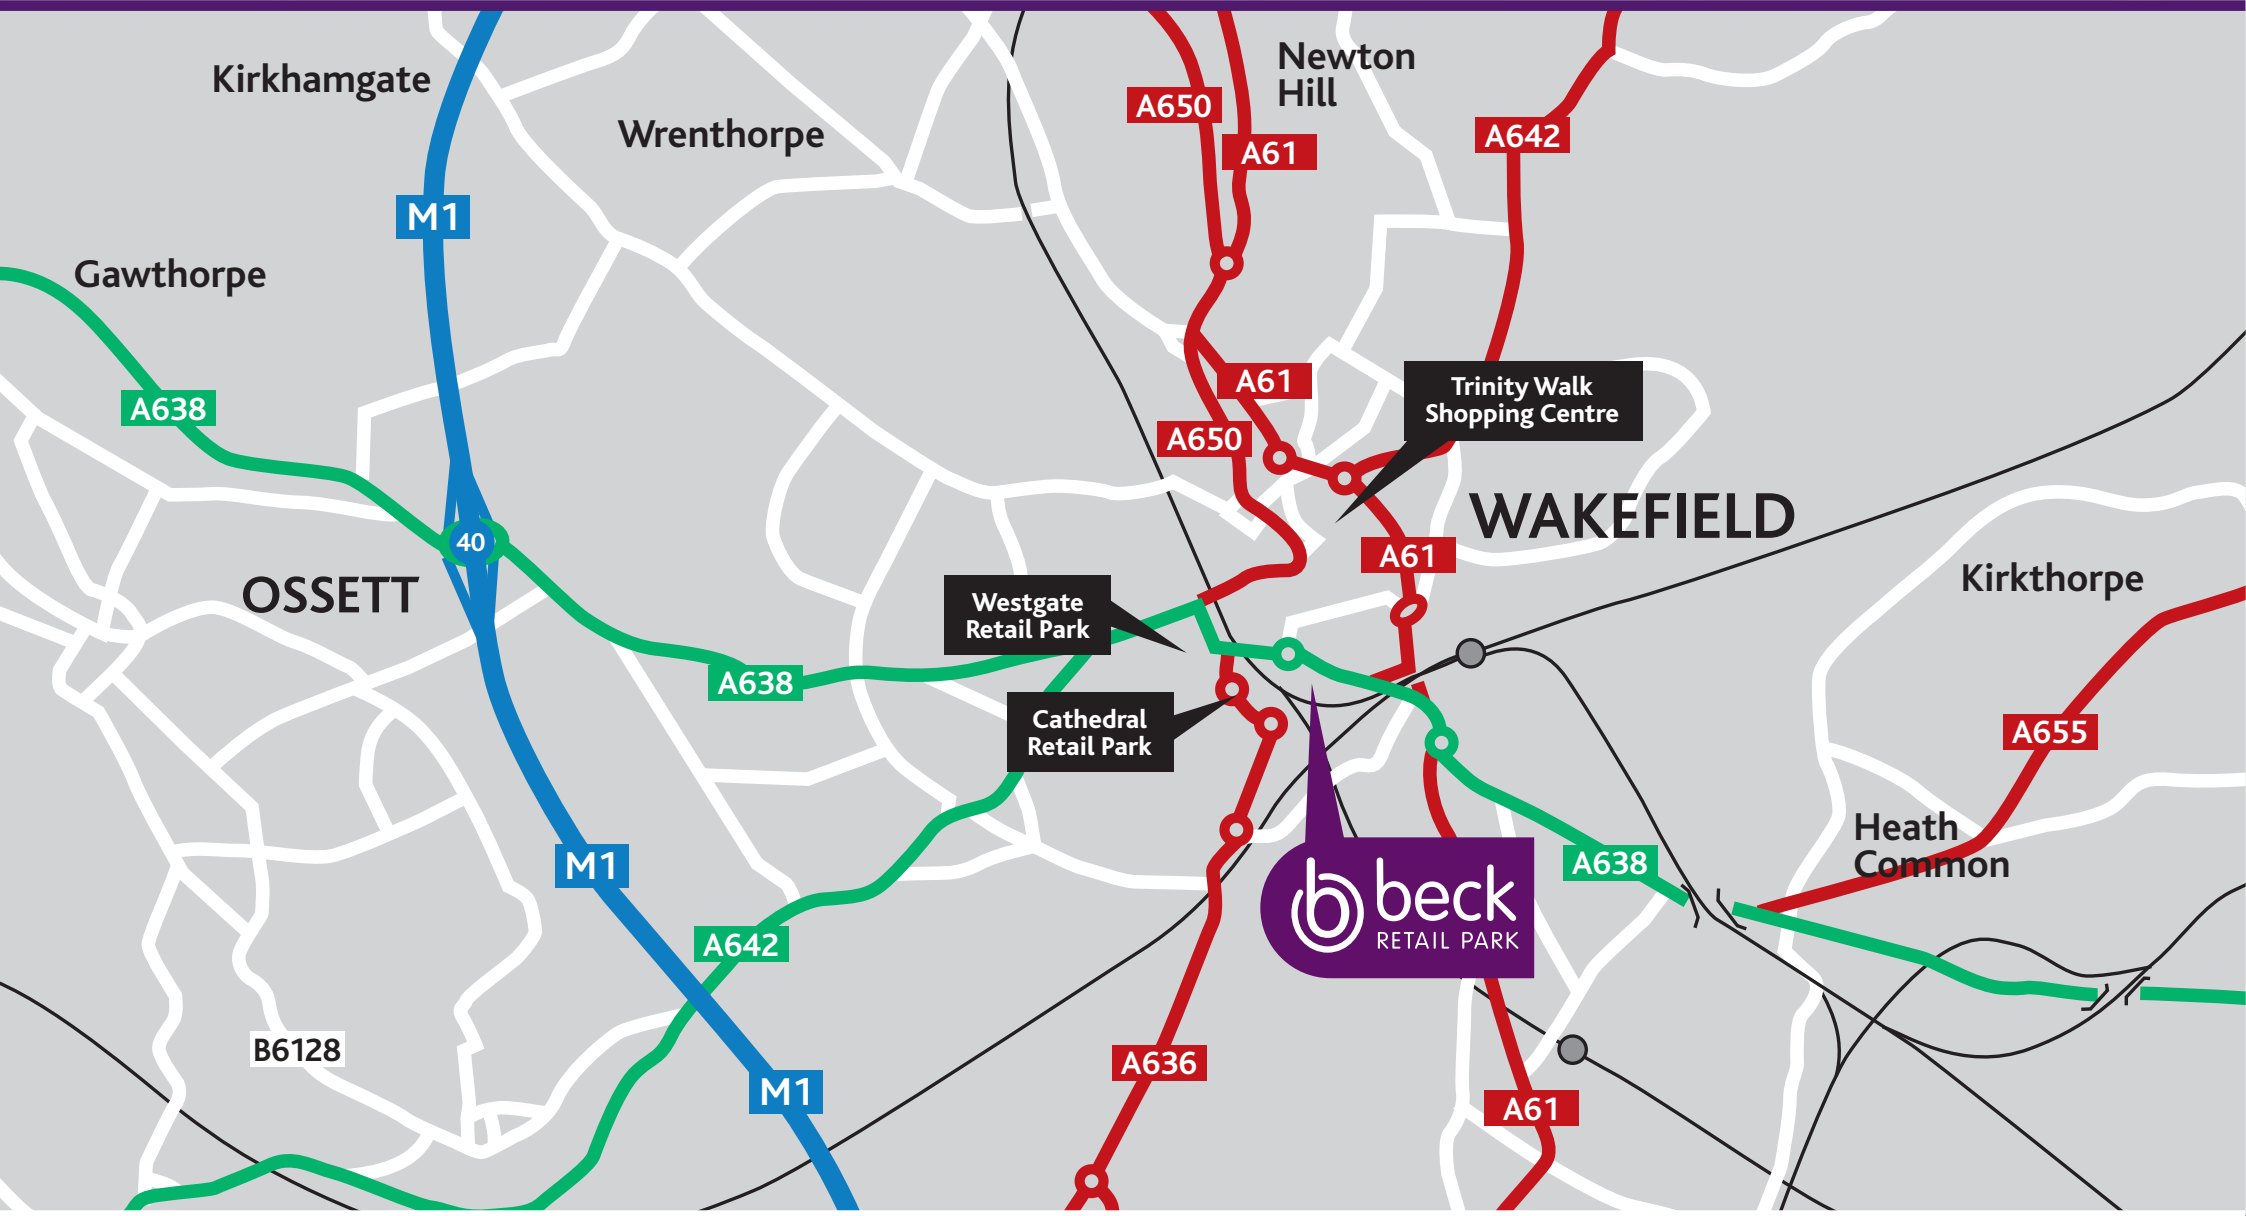 Kirkhamgate
Wrenthorpe
Newton
Hill
A650
A61
A642
M1
Gawthorpe
A638
A61
Trinity Walk
Shopping Centre
A650
WAKEFIELD
40
OSSETT
A61
Kirkthorpe
Westgate
Retail Park
A638
Cathedral
Retail Park
A655
Heath
Common
M1
A638
b beck
RETAIL PARK
A642
B6128
A636
M1
A61